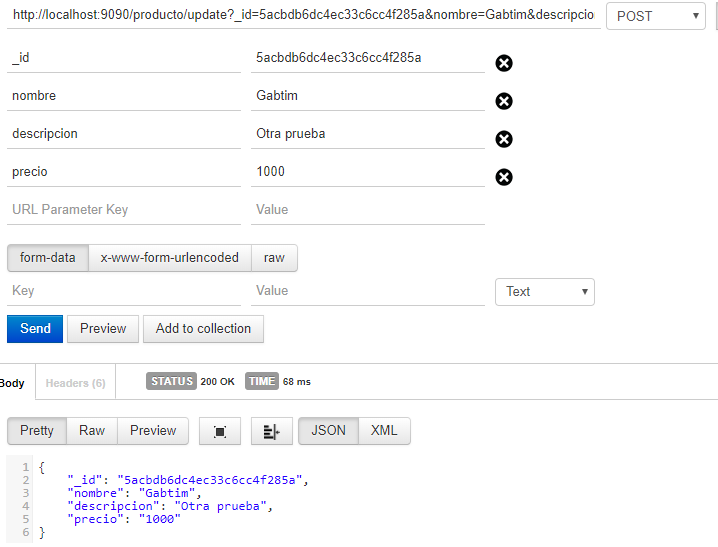 http://localhost:9090/producto/update?_id=5acbdb6dc4ec33c6cc4f285a&nombre=Gabtim&descripcio POST
_id 5acbdb6dc4ec33c6cc4f285a
nombre Gabtim
descripcion Otra prueba
precio 1000
URL Parameter Key Value
form-data x-www-form-urlencoded raw
Key Value Text
Send Preview Add to collection
Body Headers (6) STATUS 200 OK TIME 68 ms
Pretty Raw Preview JSON XML
1 {
2 "_id": "5acbdb6dc4ec33c6cc4f285a",
3 "nombre": "Gabtim",
4 "descripcion": "Otra prueba",
5 "precio": "1000"
6 }